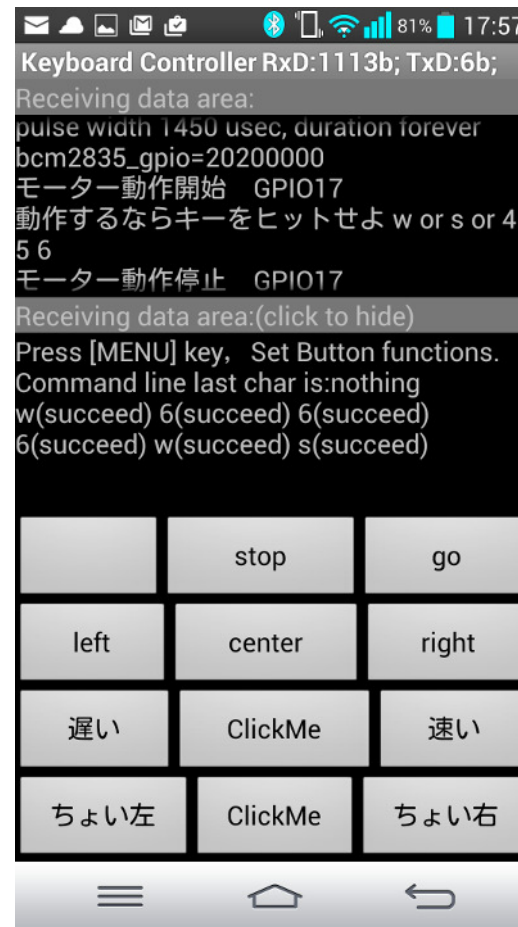 81% 17:57
Keyboard Controller RxD:1113b; TxD:6b;
Receiving data area:
pulse width 1450 usec, duration forever
bcm2835_gpio=20200000
モーター動作開始　GPIO17
動作するならキーをヒットせよ w or s or 4
5 6
モーター動作停止　GPIO17
Receiving data area:(click to hide)
Press [MENU] key， Set Button functions.
Command line last char is:nothing
w(succeed) 6(succeed) 6(succeed)
6(succeed) w(succeed) s(succeed)
stop go
left center right
遅い ClickMe 速い
ちょい左 ClickMe ちょい右